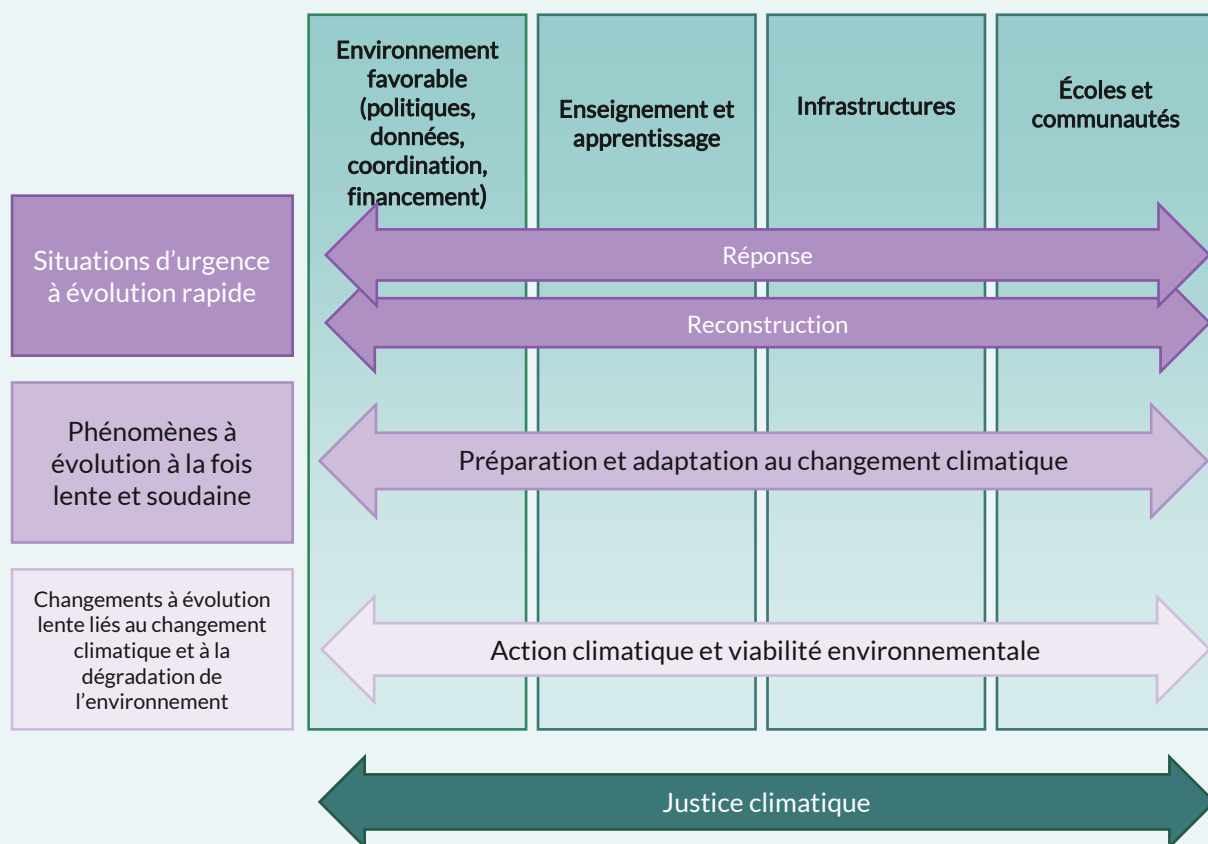 Environnement
favorable
(politiques,
données,
coordination,
financement)
Enseignement et
apprentissage
Infrastructures
Écoles et
communautés
Situations d’urgence
à évolution rapide
Réponse
Reconstruction
Phénomènes à
évolution à la fois
lente et soudaine
Préparation et adaptation au changement climatique
Changements à évolution
lente liés au changement
climatique et à la
dégradation de
l’environnement
Action climatique et viabilité environnementale
Justice climatique